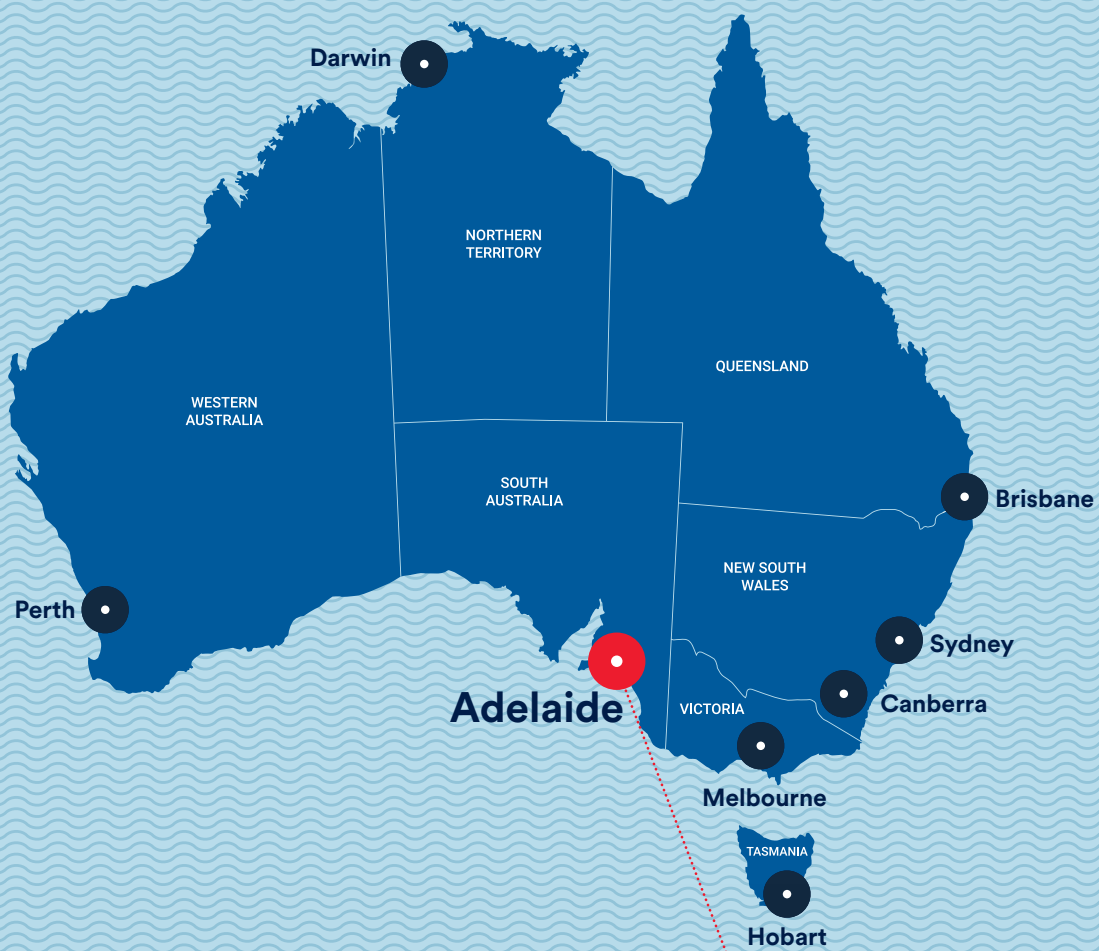 Darwin
NORTHERN
TERRITORY
QUEENSLAND
WESTERN
AUSTRALIA
SOUTH
AUSTRALIA
Brisbane
NEW SOUTH
WALES
Perth
Sydney
Adelaide
VICTORIA
Canberra
Melbourne
TASMANIA
Hobart